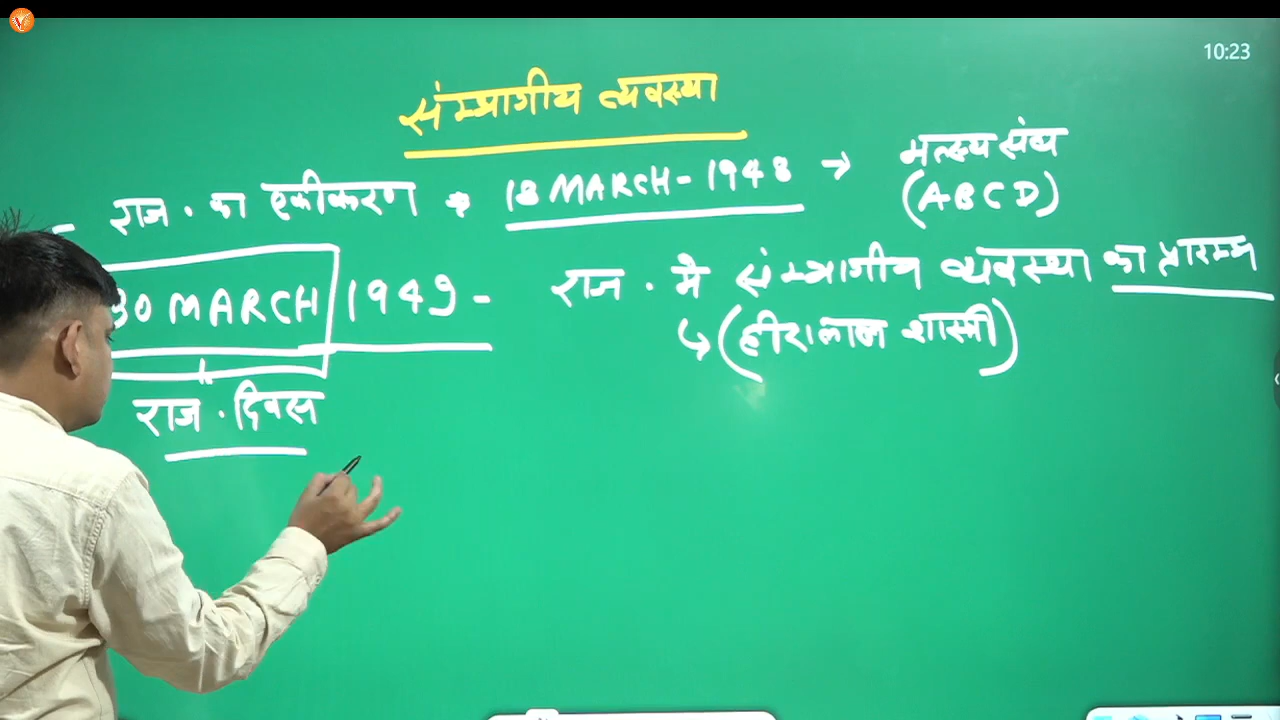 10:23
संम्भागीय व्यवस्था
- राज. का एकीकरण → 18 MARCH - 1948 → मत्स्य संघ
(ABCD)
30 MARCH 1949 - राज. में संम्भागीय व्यवस्था का प्रारम्भ
↳ (हीरालाल शास्त्री)
राज. दिवस